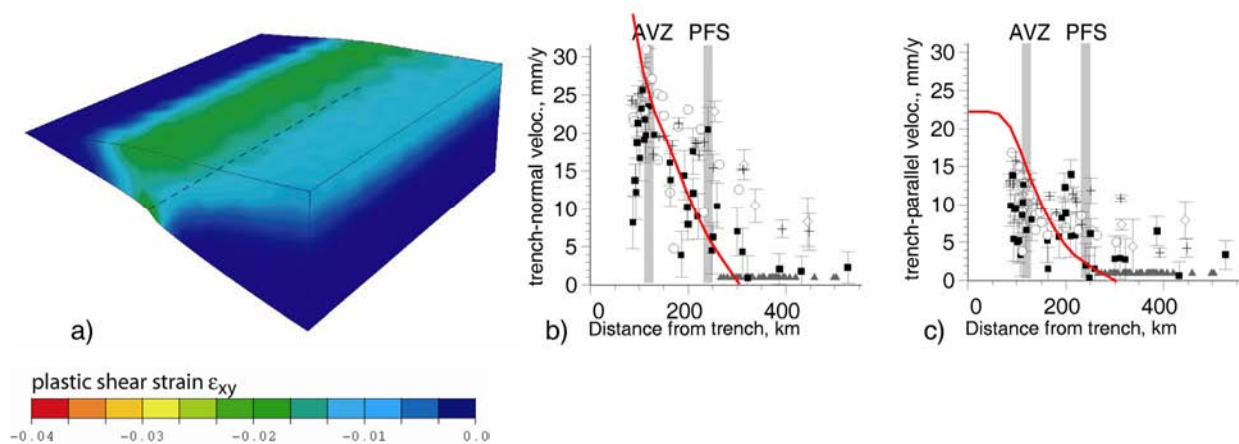 AVZ PFS
trench-normal veloc., mm/y
30
25
20
15
10
5
0
0 200 400
Distance from trench, km
b)
AVZ PFS
trench-parallel veloc., mm/y
30
25
20
15
10
5
0
0 200 400
Distance from trench, km
c)
a)
plastic shear strain εxy
-0.04 -0.03 -0.02 -0.01 0.0